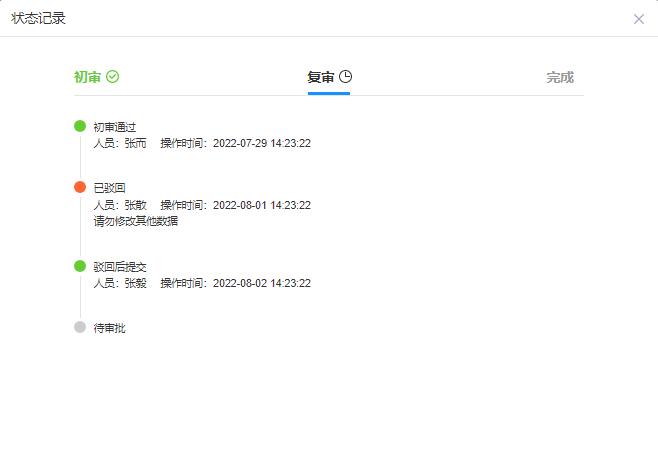 状态记录
初审 复审 完成
初审通过
人员：张而 操作时间：2022-07-29 14:23:22
已驳回
人员：张散 操作时间：2022-08-01 14:23:22
请勿修改其他数据
驳回后提交
人员：张毅 操作时间：2022-08-02 14:23:22
待审批